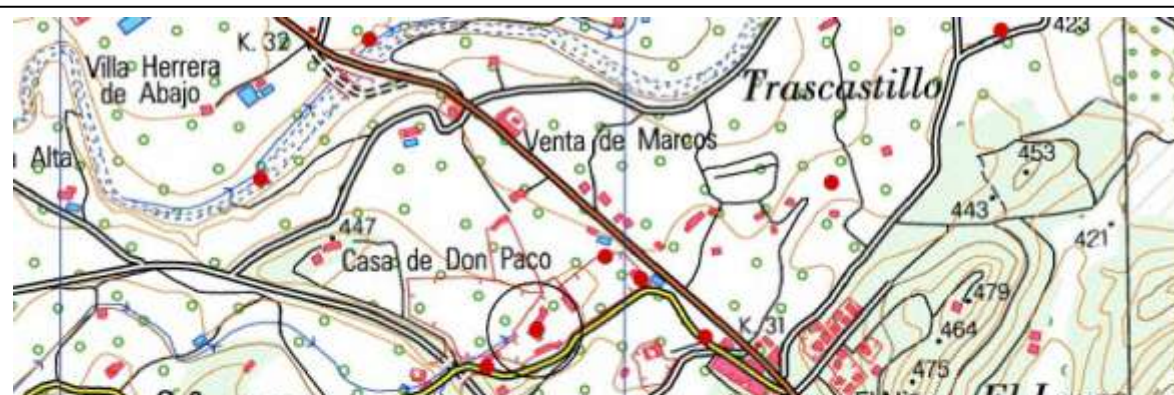 K. 32
423
Villa Herrera
de Abajo
Trascastillo
Venta de Marcos
Alta
453
443
447
421
Casa de Don Paco
479
K. 31
464
475